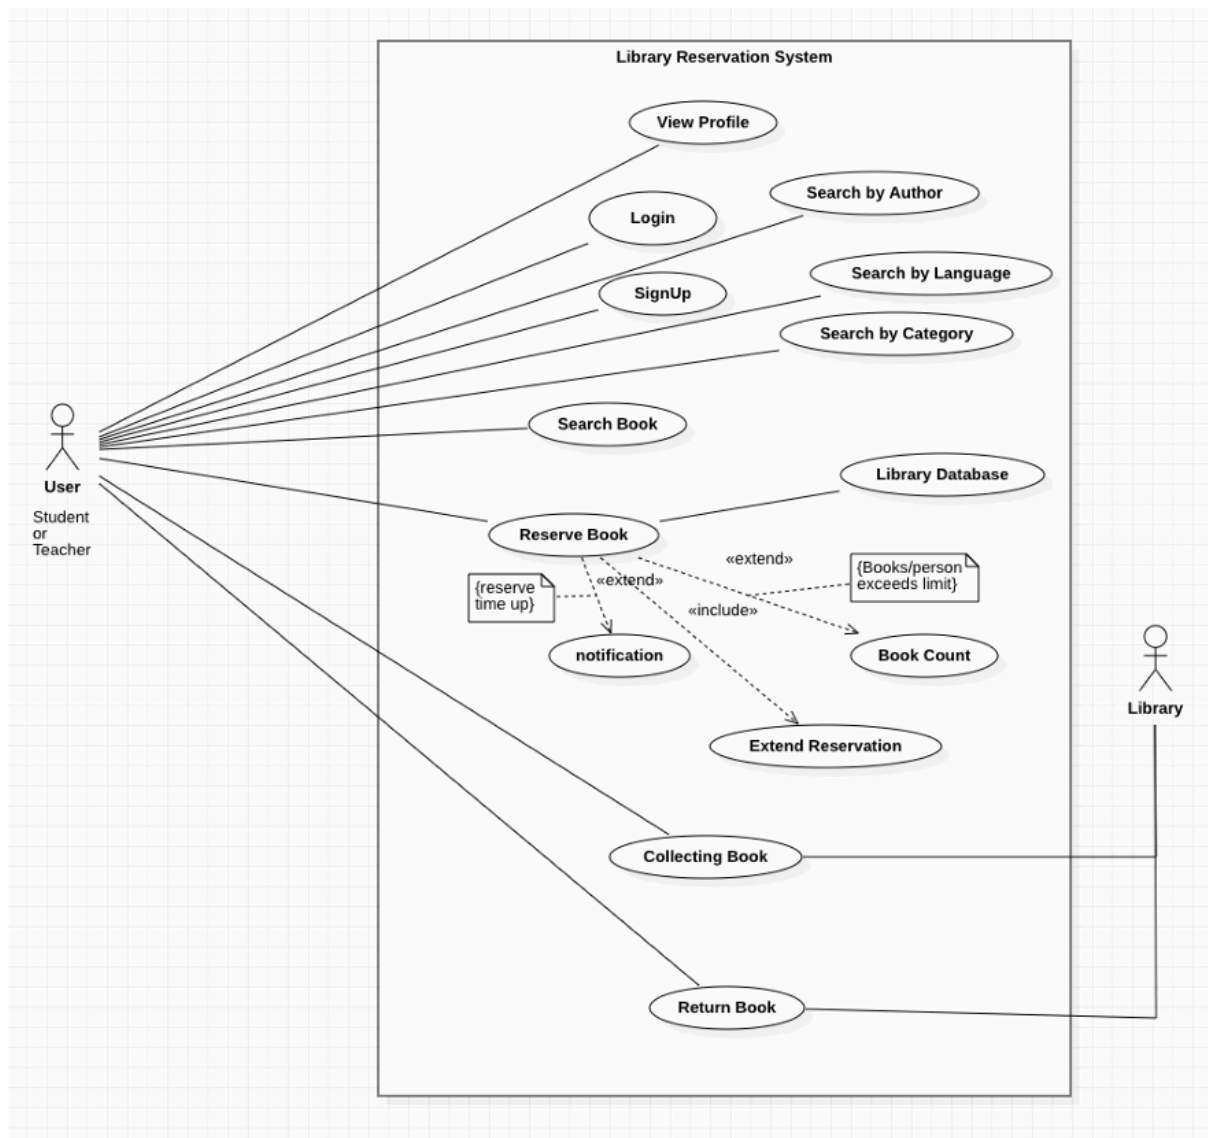 Library Reservation System
View Profile
Search by Author
Login
Search by Language
SignUp
Search by Category
Search Book
User
Student
or
Teacher
Library Database
Reserve Book
«extend»
{Books/person
exceeds limit}
{reserve
time up}
«extend»
«include»
notification
Book Count
Library
Extend Reservation
Collecting Book
Return Book